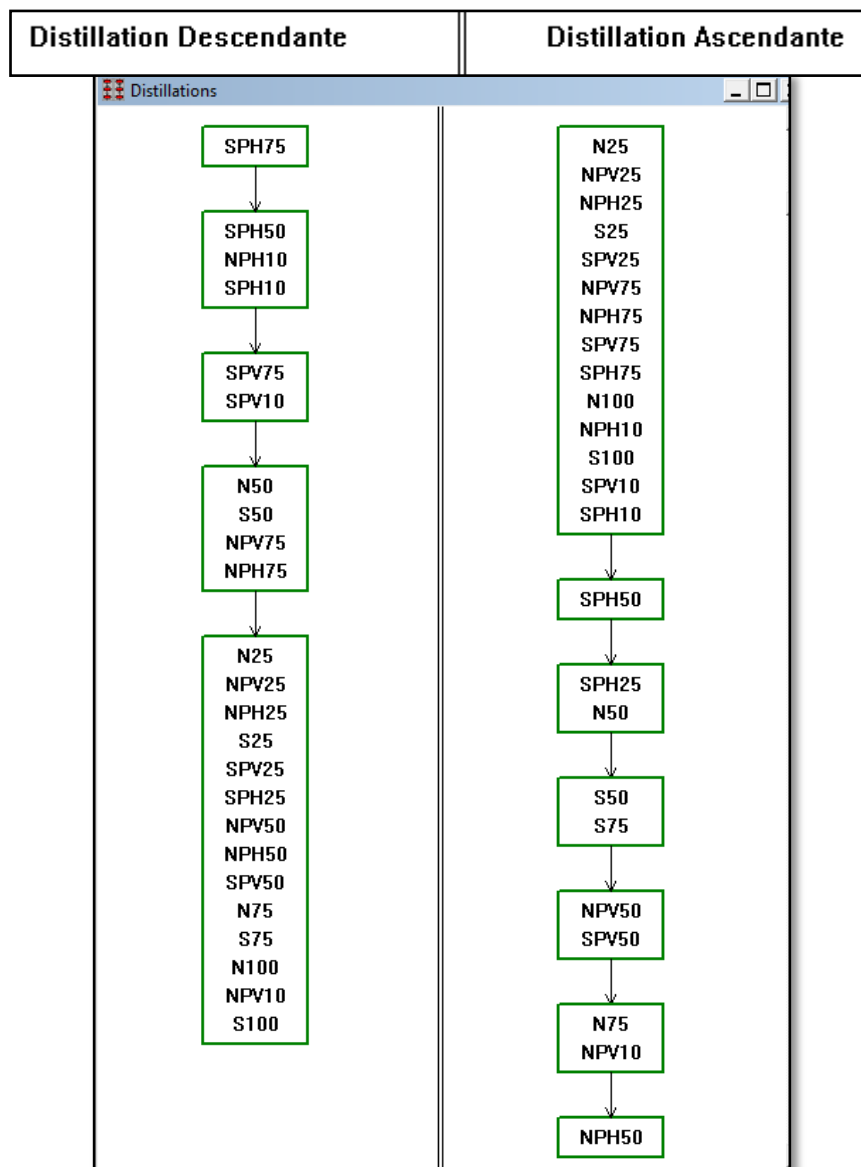 Distillation Descendante
Distillation Ascendante
Distillations
SPH75
SPH50
NPH10
SPH10
SPV75
SPV10
N50
S50
NPV75
NPH75
N25
NPV25
NPH25
S25
SPV25
SPH25
NPV50
NPH50
SPV50
N75
S75
N100
NPV10
S100
N25
NPV25
NPH25
S25
SPV25
NPV75
NPH75
SPV75
SPH75
N100
NPH10
S100
SPV10
SPH10
SPH50
SPH25
N50
S50
S75
NPV50
SPV50
N75
NPV10
NPH50